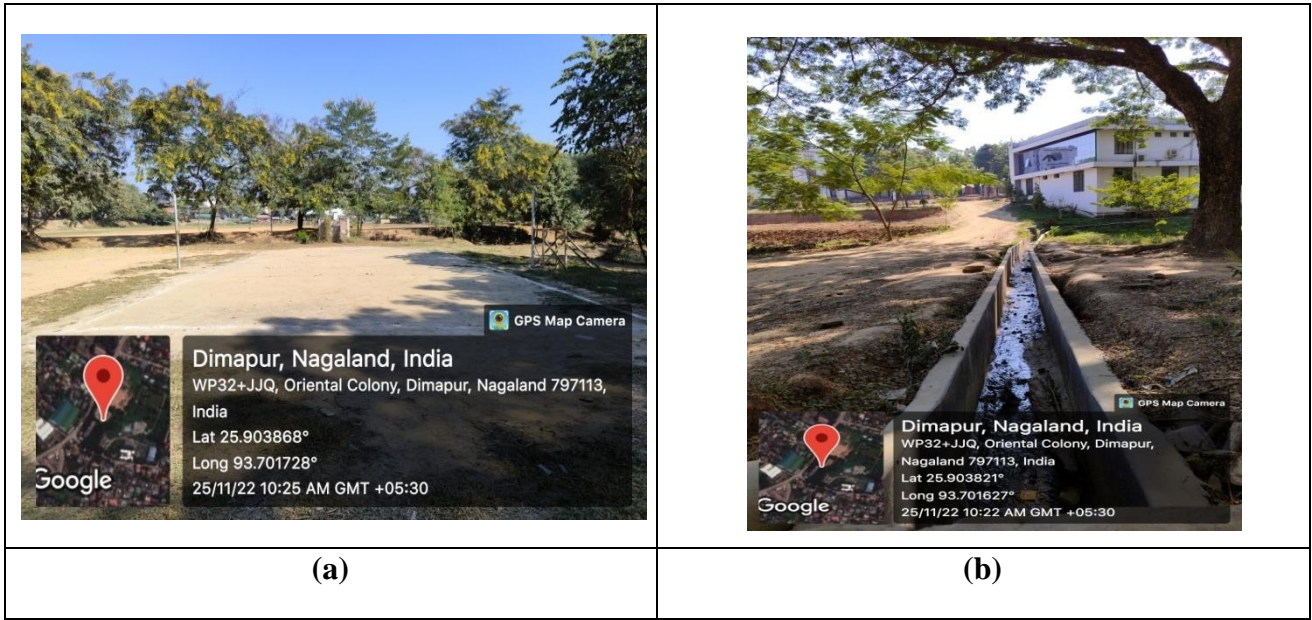 GPS Map Camera
Dimapur, Nagaland, India
WP32+JJQ, Oriental Colony, Dimapur, Nagaland 797113,
India
Lat 25.903868°
Long 93.701728°
25/11/22 10:25 AM GMT +05:30
Google
(a)
GPS Map Camera
Dimapur, Nagaland, India
WP32+JJQ, Oriental Colony, Dimapur,
Nagaland 797113, India
Lat 25.903821°
Long 93.701627°
25/11/22 10:22 AM GMT +05:30
Google
(b)